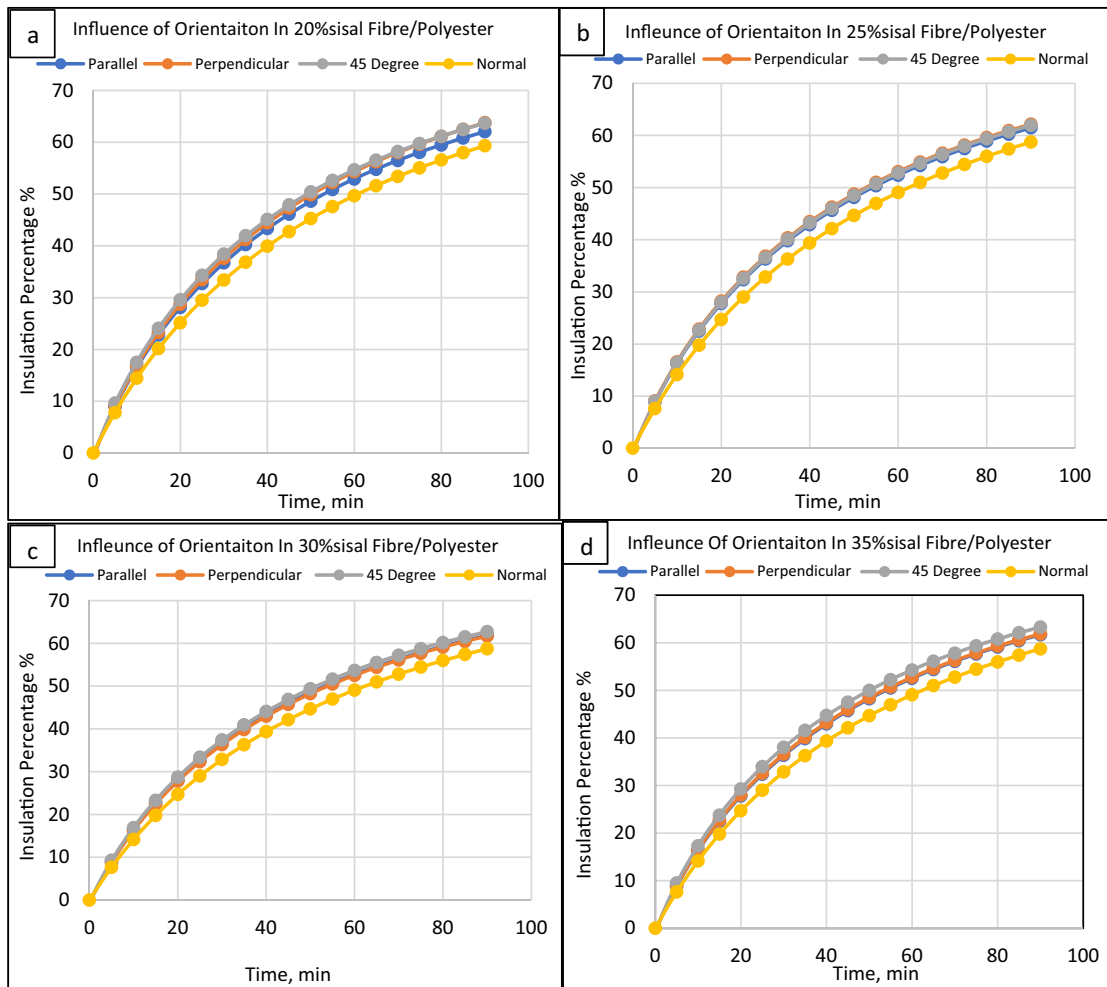 a
Influence of Orientaiton In 20%sisal Fibre/Polyester
Parallel Perpendicular 45 Degree Normal
70
60
50
40
30
20
10
0
Insulation Percentage %
0 20 40 60 80 100
Time, min
b
Infleunce of Orientaiton In 25%sisal Fibre/Polyester
Parallel Perpendicular 45 Degree Normal
70
60
50
40
30
20
10
0
Insulation Percentage %
0 20 40 60 80 100
Time, min
c
Infleunce of Orientaiton In 30%sisal Fibre/Polyester
Parallel Perpendicular 45 Degree Normal
70
60
50
40
30
20
10
0
Insulation Percentage %
0 20 40 60 80 100
Time, min
d
Infleunce Of Orientaiton In 35%sisal Fibre/Polyester
Parallel Perpendicular 45 Degree Normal
70
60
50
40
30
20
10
0
Insulation Percentage %
0 20 40 60 80 100
Time, min